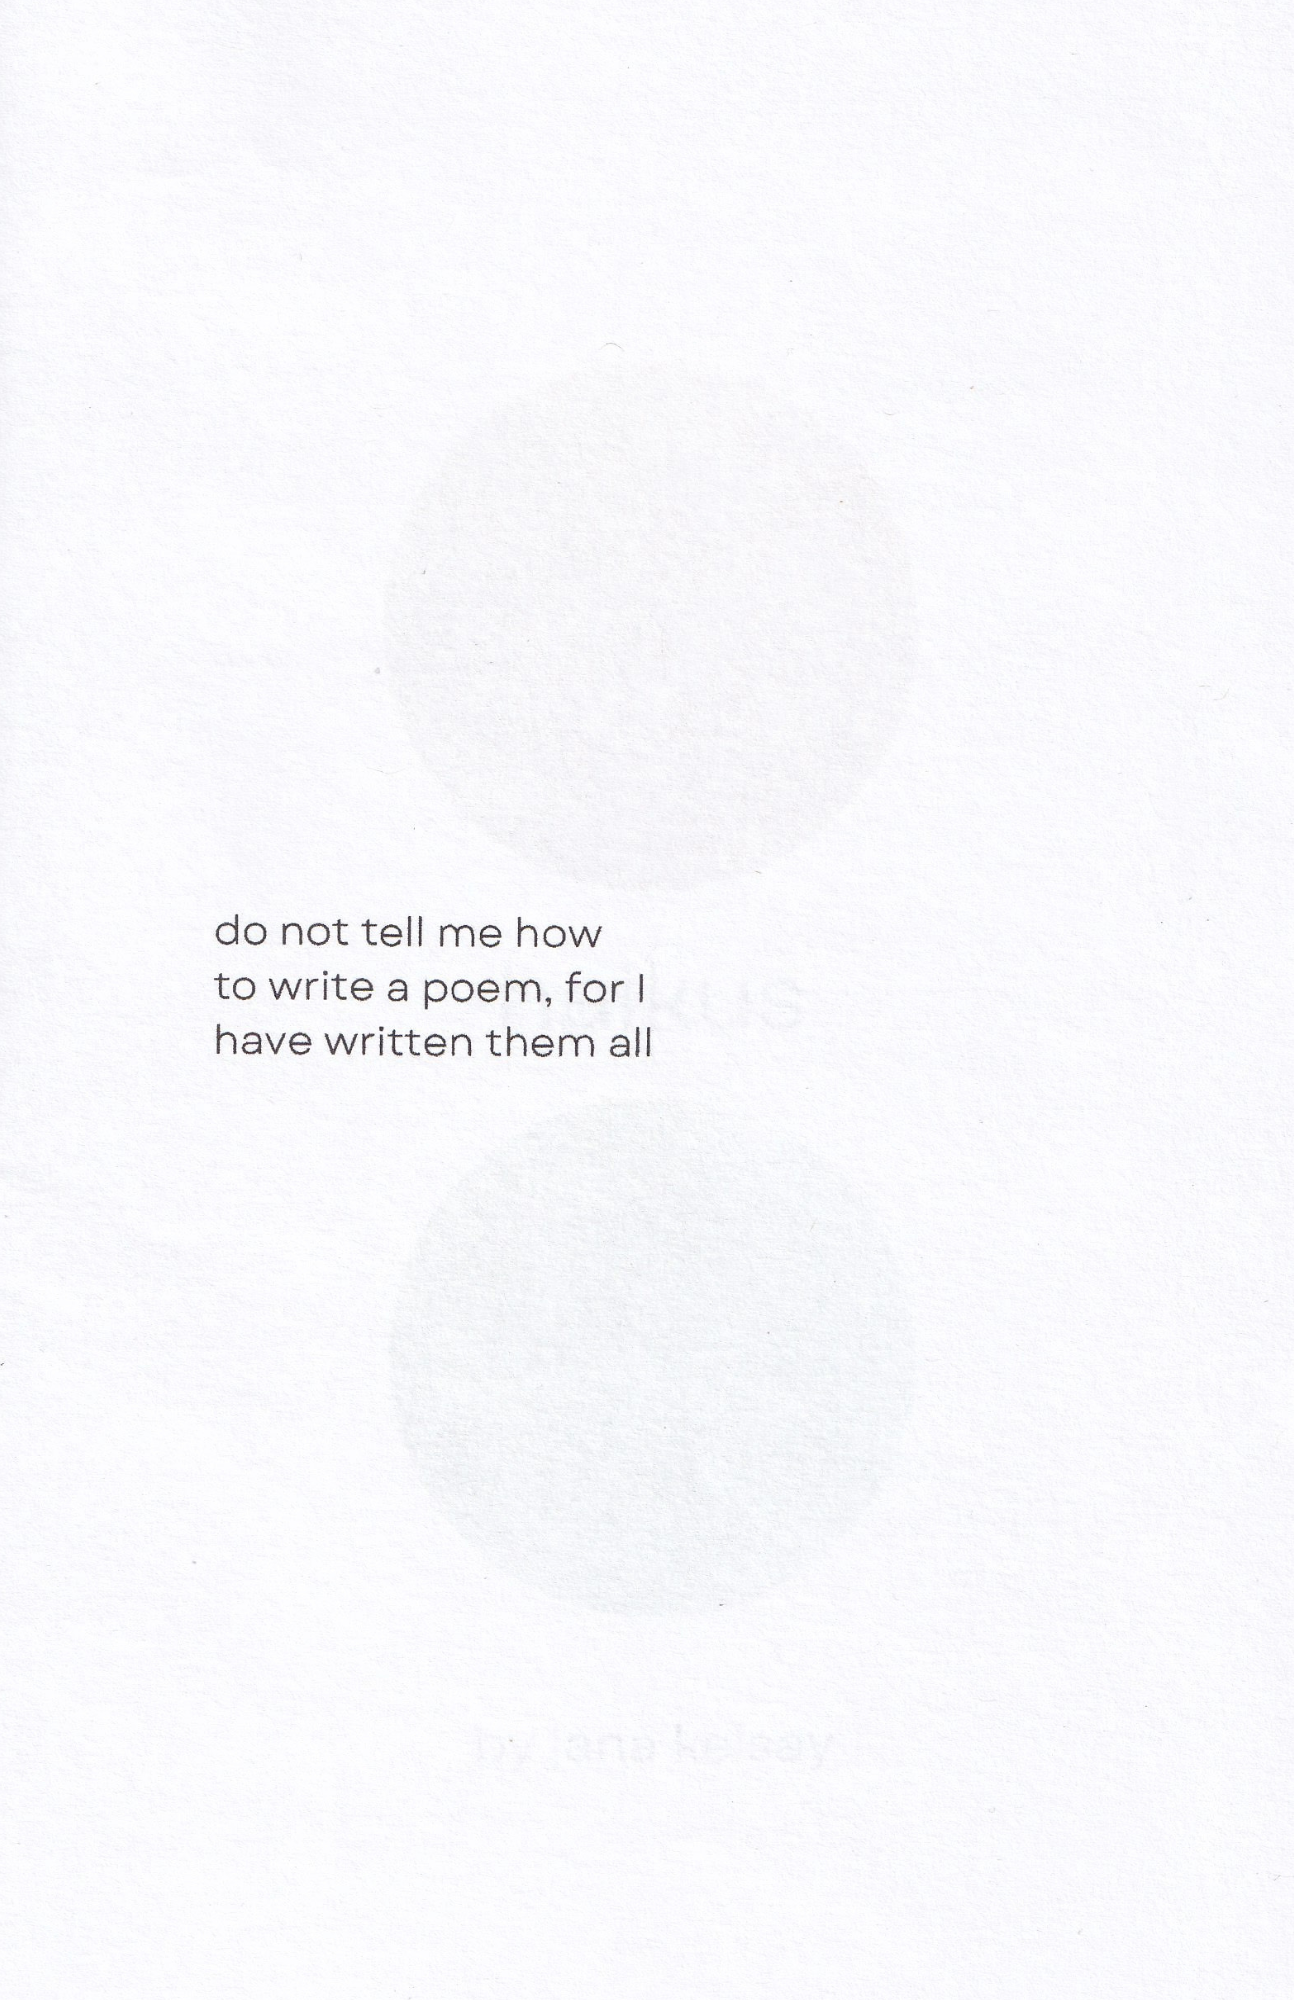 do not tell me how
to write a poem, for I
have written them all